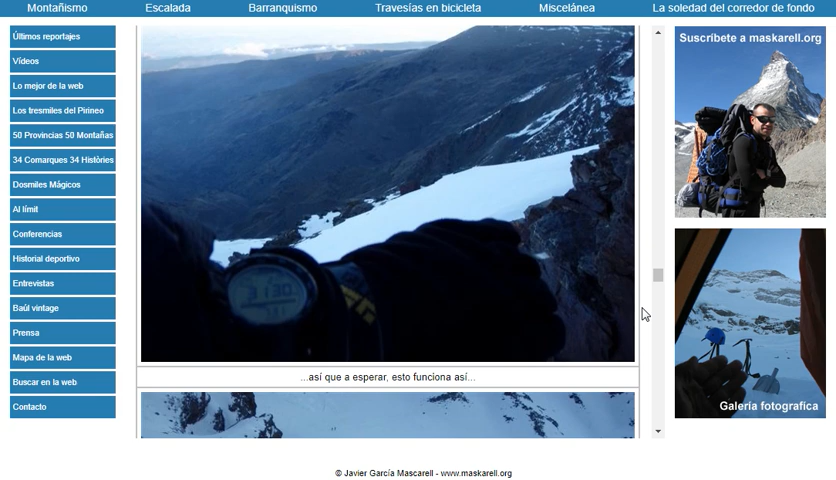 Montañismo
Escalada
Barranquismo
Travesías en bicicleta
Miscelánea
La soledad del corredor de fondo
Últimos reportajes
Vídeos
Lo mejor de la web
Los tresmiles del Pirineo
50 Provincias 50 Montañas
34 Comarques 34 Històries
Dosmiles Mágicos
Al límit
Conferencias
Historial deportivo
Entrevistas
Baúl vintage
Prensa
Mapa de la web
Buscar en la web
Contacto
...así que a esperar, esto funciona así...
Suscríbete a maskarell.org
Galería fotografica
© Javier García Mascarell - www.maskarell.org